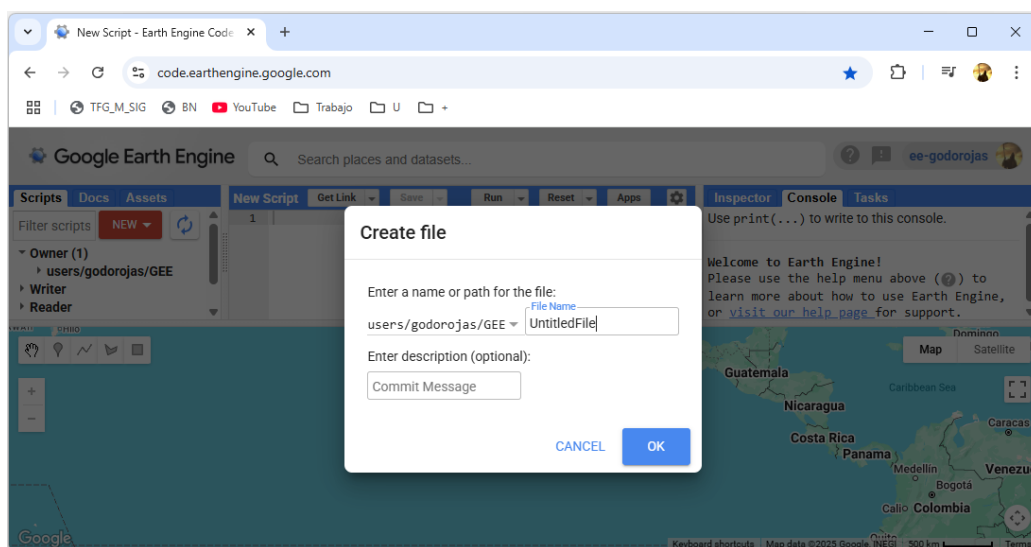 New Script - Earth Engine Code
code.earthengine.google.com
TFG_M_SIG BN YouTube Trabajo U +
Google Earth Engine Search places and datasets... ee-godorojas
Scripts Docs Assets New Script Get Link Save Run Reset Apps Inspector Console Tasks
Filter scripts NEW 1 Use print(...) to write to this console.
Owner (1)
users/godorojas/GEE
Writer
Reader
Welcome to Earth Engine!
Please use the help menu above (?) to
learn more about how to use Earth Engine,
or visit our help page for support.
Create file
Enter a name or path for the file:
File Name
users/godorojas/GEE UntitledFile
Enter description (optional):
Commit Message
CANCEL OK
Map Satellite
Guatemala
Caribbean Sea
Nicaragua
Caracas
Costa Rica
Panama
Medellín Venezu
Bogotá
Calio Colombia
Quito
Google
Keyboard shortcuts Map data ©2025 Google, INEGI 500 km Terms